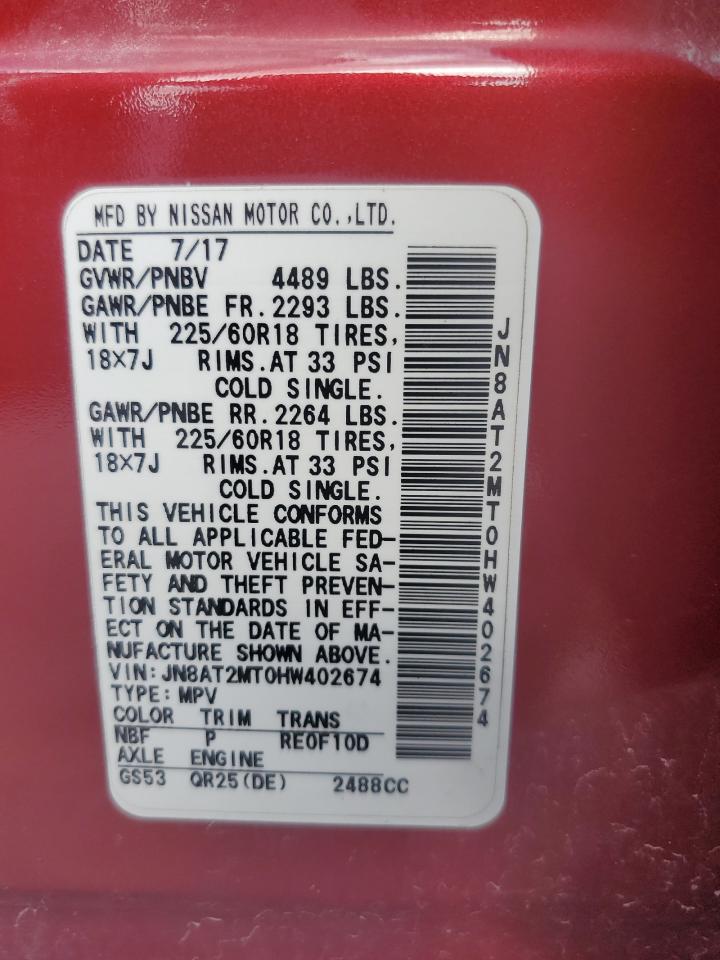 MFD BY NISSAN MOTOR CO.,LTD.
DATE 7/17
GVWR/PNBV 4489 LBS.
GAWR/PNBE FR. 2293 LBS.
WITH 225/60R18 TIRES,
18X7J RIMS. AT 33 PSI
COLD SINGLE.
GAWR/PNBE RR. 2264 LBS.
WITH 225/60R18 TIRES,
18X7J RIMS. AT 33 PSI
COLD SINGLE.
THIS VEHICLE CONFORMS
TO ALL APPLICABLE FED-
ERAL MOTOR VEHICLE SA-
FETY AND THEFT PREVEN-
TION STANDARDS IN EFF-
ECT ON THE DATE OF MA-
NUFACTURE SHOWN ABOVE.
VIN: JN8AT2MT0HW402674
TYPE: MPV
COLOR TRIM TRANS
NBF P RE0F10D
AXLE ENGINE
GS53 QR25(DE) 2488CC
JN8AT2MT0HW402674